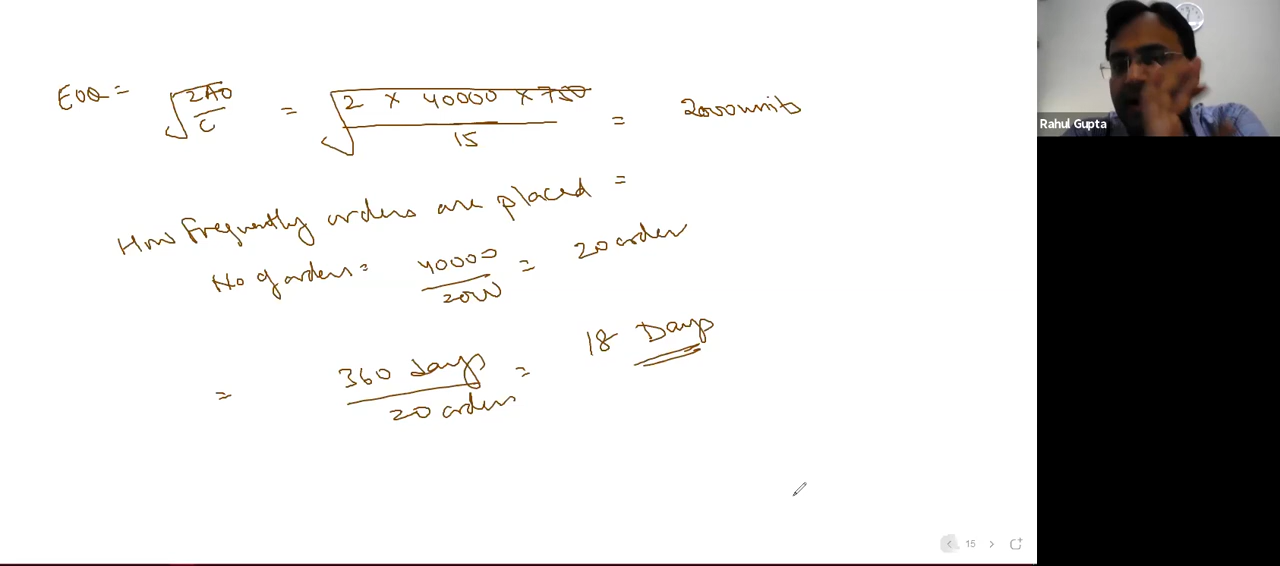 EOQ = √2AO/C = √2 × 40000 × 750/15 = 2000 units
Rahul Gupta
How Frequently orders are placed =
No of orders = 40000/2000 = 20 orders
= 360 days/20 orders = 18 Days
15